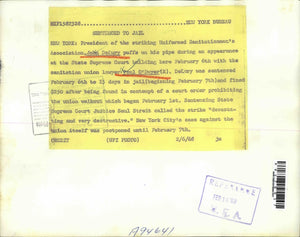 NEW YORK BUREAU
SENTENCED TO JAIL
NEW YORK: President of the striking Uniformed Sanitationmen's
Association, John DeLury puffs on his pipe during an appearance
at the State Supreme Court building here February 6th with the
sanitation union lawyer Paul O'Dwyer(R). DeLury was sentenced
February 6th to 15 days in jail(beginning February 7th)and fined
$250 after being found in contempt of a court order prohibiting
the union walkout which began February 1st. Sentencing State
Supreme Court Justice Saul Streit called the strike "devasta-
ting and very destructive." New York City's case against the
union itself was postponed until February 7th.
CREDIT (UPI PHOTO) 2/6/68
FEB
A94641